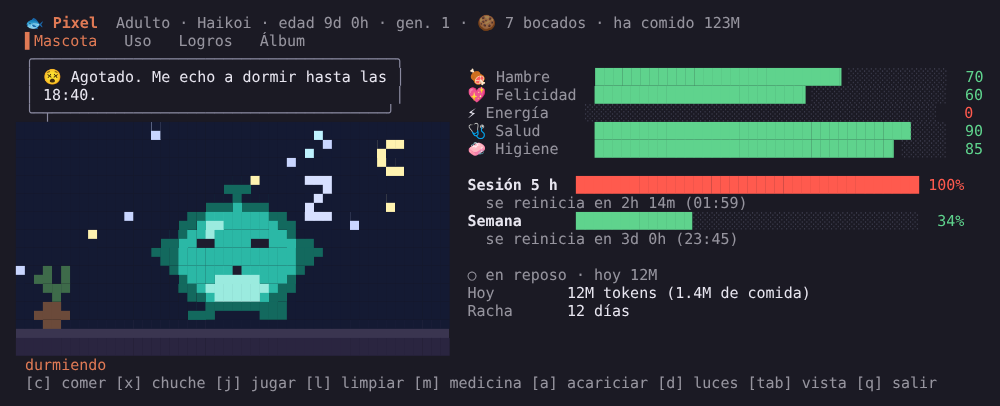 🐟 Pixel Adulto · Haikoi · edad 9d 0h · gen. 1 · 🍪 7 bocados · ha comido 123M
Mascota Uso Logros Álbum
😵 Agotado. Me echo a dormir hasta las
18:40.
🍖 Hambre 70
💖 Felicidad 60
⚡ Energía 0
🩺 Salud 90
🧼 Higiene 85
Sesión 5 h 100%
se reinicia en 2h 14m (01:59)
Semana 34%
se reinicia en 3d 0h (23:45)
○ en reposo · hoy 12M
Hoy 12M tokens (1.4M de comida)
Racha 12 días
durmiendo
[c] comer [x] chuche [j] jugar [l] limpiar [m] medicina [a] acariciar [d] luces [tab] vista [q] salir